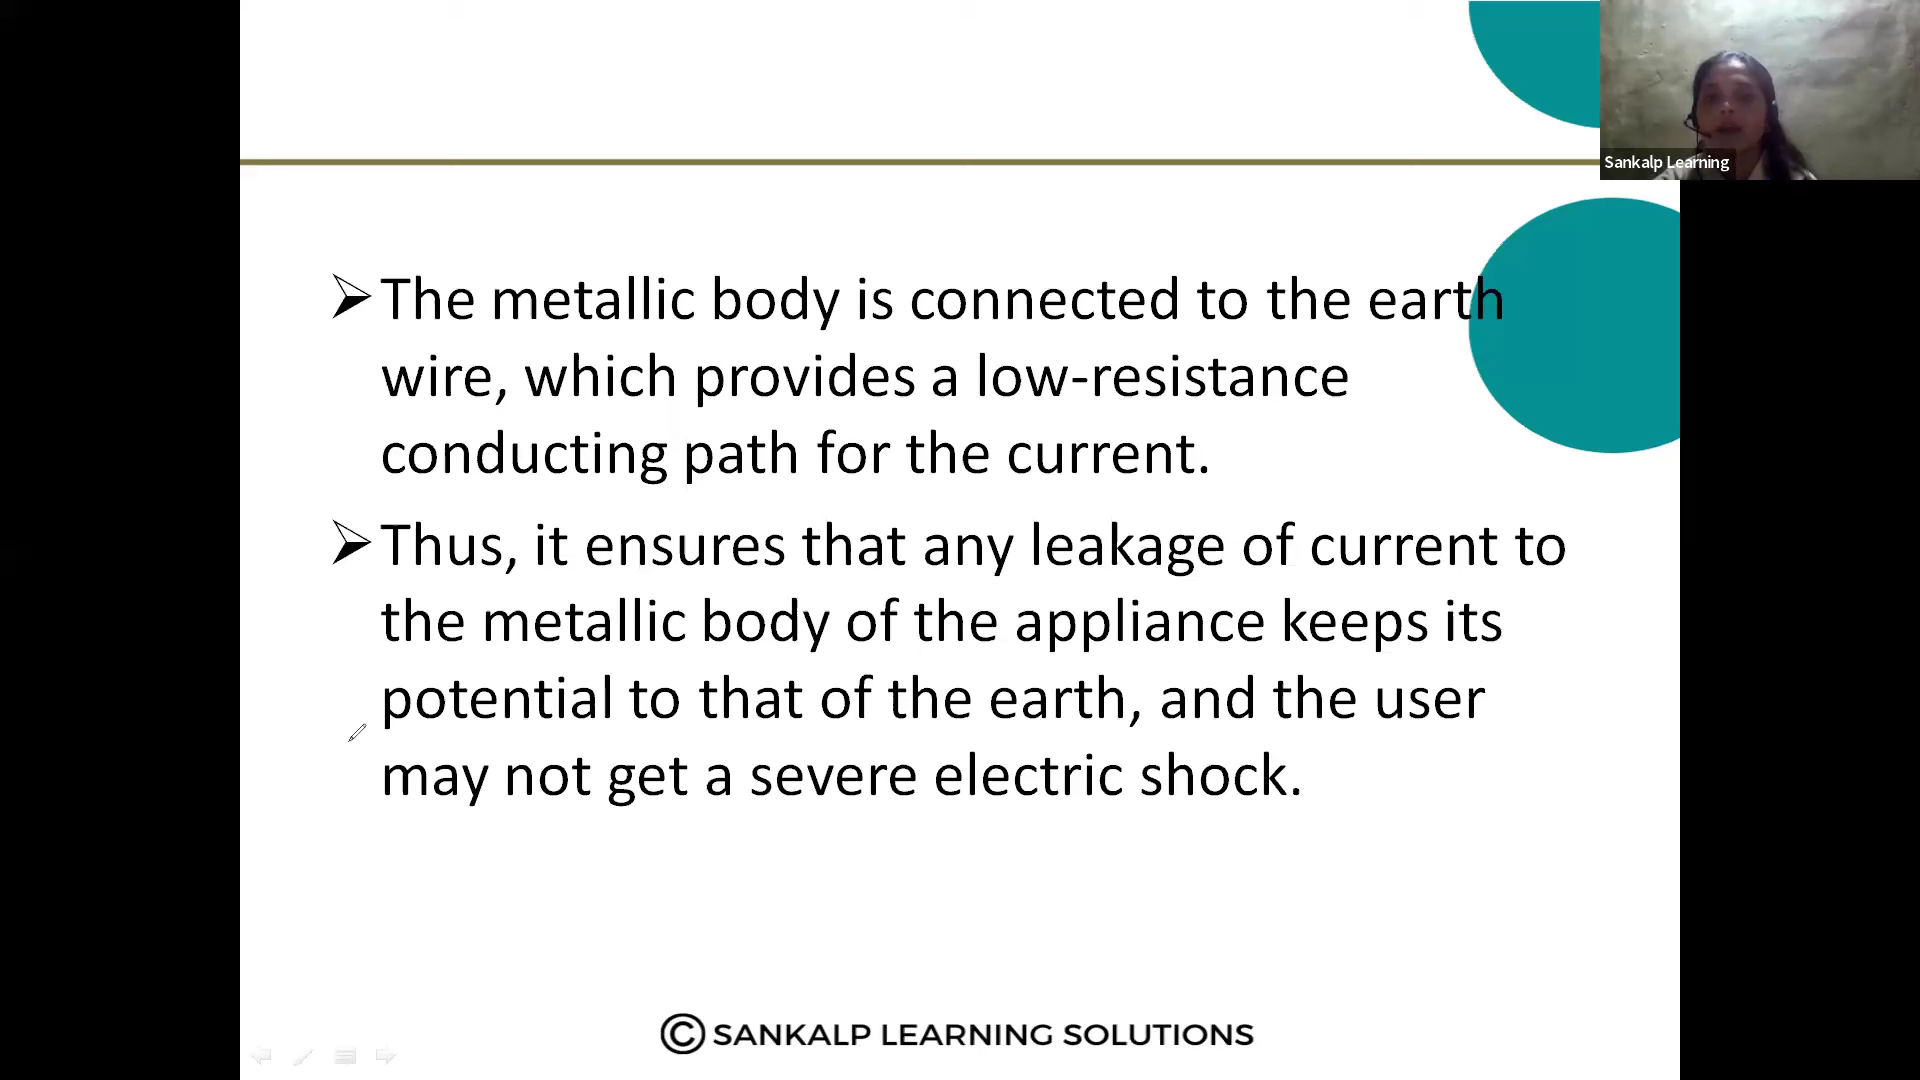 Sankalp Learning
➢The metallic body is connected to the earth
wire, which provides a low-resistance
conducting path for the current.
➢Thus, it ensures that any leakage of current to
the metallic body of the appliance keeps its
potential to that of the earth, and the user
may not get a severe electric shock.
© SANKALP LEARNING SOLUTIONS